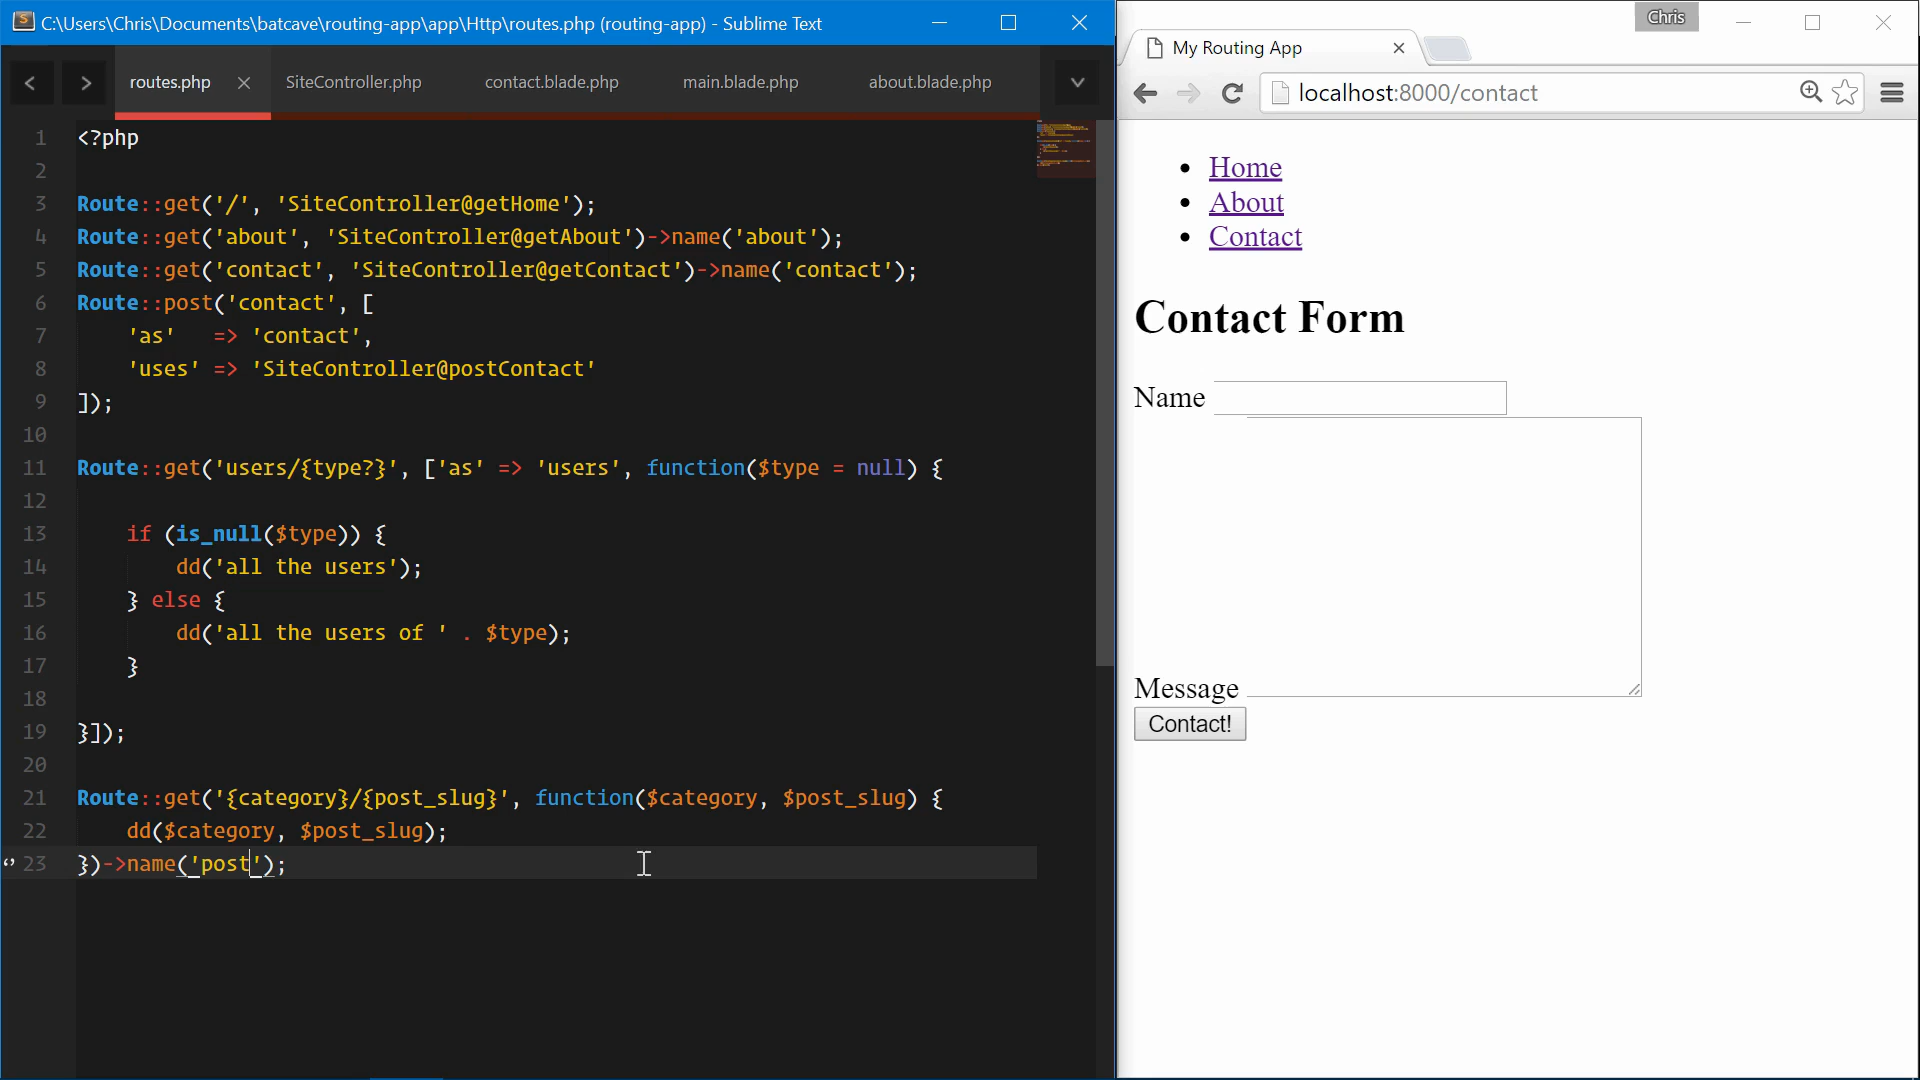 C:\Users\Chris\Documents\batcave\routing-app\app\Http\routes.php (routing-app) - Sublime Text
routes.php
SiteController.php
contact.blade.php
main.blade.php
about.blade.php
1 <?php
2
3 Route::get('/', 'SiteController@getHome');
4 Route::get('about', 'SiteController@getAbout')->name('about');
5 Route::get('contact', 'SiteController@getContact')->name('contact');
6 Route::post('contact', [
7     'as'   => 'contact',
8     'uses' => 'SiteController@postContact'
9 ]);
10
11 Route::get('users/{type?}', ['as' => 'users', function($type = null) {
12
13     if (is_null($type)) {
14         dd('all the users');
15     } else {
16         dd('all the users of ' . $type);
17     }
18
19 }]);
20
21 Route::get('{category}/{post_slug}', function($category, $post_slug) {
22     dd($category, $post_slug);
23 })->name('post');
Chris
My Routing App
localhost:8000/contact
Home
About
Contact
Contact Form
Name
Message
Contact!